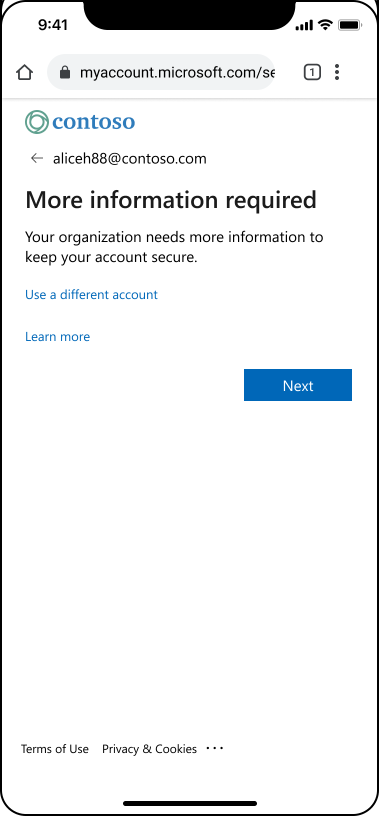 9:41
myaccount.microsoft.com/se
1
contoso
aliceh88@contoso.com
More information required
Your organization needs more information to
keep your account secure.
Use a different account
Learn more
Next
Terms of Use Privacy & Cookies ...